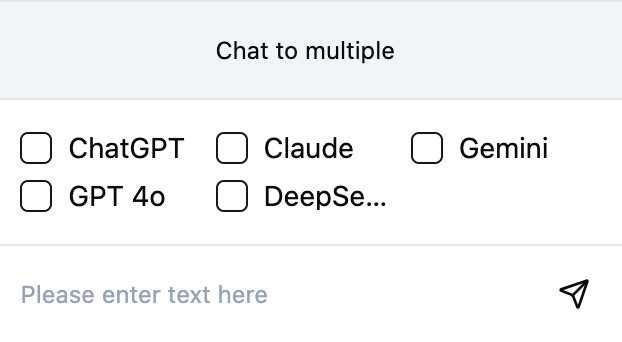 Chat to multiple
ChatGPT Claude Gemini
GPT 4o DeepSe...
Please enter text here